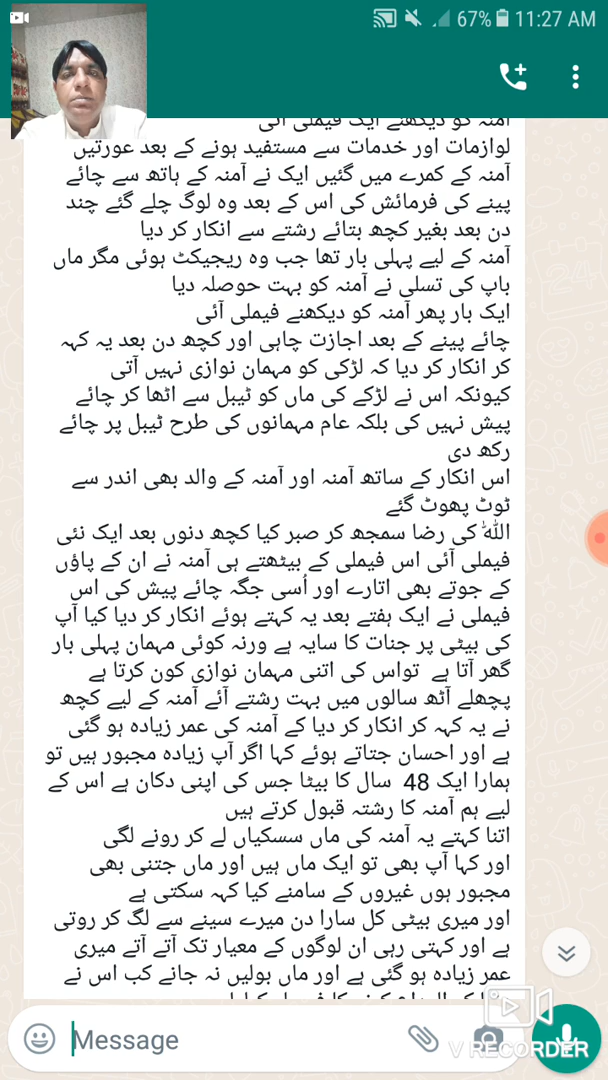 67% 11:27 AM
آمنہ کو دیکھنے ایک فیملی آئی
لوازمات اور خدمات سے مستفید ہونے کے بعد عورتیں
آمنہ کے کمرے میں گئیں ایک نے آمنہ کے ہاتھ سے چائے
پینے کی فرمائش کی اس کے بعد وہ لوگ چلے گئے چند
دن بعد بغیر کچھ بتائے رشتے سے انکار کر دیا
آمنہ کے لیے پہلی بار تھا جب وہ ریجیکٹ ہوئی مگر ماں
باپ کی تسلی نے آمنہ کو بہت حوصلہ دیا
ایک بار پھر آمنہ کو دیکھنے فیملی آئی
چائے پینے کے بعد اجازت چاہی اور کچھ دن بعد یہ کہہ
کر انکار کر دیا کہ لڑکی کو مہمان نوازی نہیں آتی
کیونکہ اس نے لڑکے کی ماں کو ٹیبل سے اٹھا کر چائے
پیش نہیں کی بلکہ عام مہمانوں کی طرح ٹیبل پر چائے
رکھ دی
اس انکار کے ساتھ آمنہ اور آمنہ کے والد بھی اندر سے
ٹوٹ پھوٹ گئے
اللّٰہ کی رضا سمجھ کر صبر کیا کچھ دنوں بعد ایک نئی
فیملی آئی اس فیملی کے بیٹھتے ہی آمنہ نے ان کے پاؤں
کے جوتے بھی اتارے اور اُسی جگہ چائے پیش کی اس
فیملی نے ایک ہفتے بعد یہ کہتے ہوئے انکار کر دیا کیا آپ
کی بیٹی پر جنات کا سایہ ہے ورنہ کوئی مہمان پہلی بار
گھر آتا ہے تواس کی اتنی مہمان نوازی کون کرتا ہے
پچھلے آٹھ سالوں میں بہت رشتے آئے آمنہ کے لیے کچھ
نے یہ کہہ کر انکار کر دیا کے آمنہ کی عمر زیادہ ہو گئی
ہے اور احسان جتاتے ہوئے کہا اگر آپ زیادہ مجبور ہیں تو
ہمارا ایک 48 سال کا بیٹا جس کی اپنی دکان ہے اس کے
لیے ہم آمنہ کا رشتہ قبول کرتے ہیں
اتنا کہتے یہ آمنہ کی ماں سسکیاں لے کر رونے لگی
اور کہا آپ بھی تو ایک ماں ہیں اور ماں جتنی بھی
مجبور ہوں غیروں کے سامنے کیا کہہ سکتی ہے
اور میری بیٹی کل سارا دن میرے سینے سے لگ کر روتی
ہے اور کہتی رہی ان لوگوں کے معیار تک آتے آتے میری
عمر زیادہ ہو گئی ہے اور ماں بولیں نہ جانے کب اس نے
Message
V RECORDER